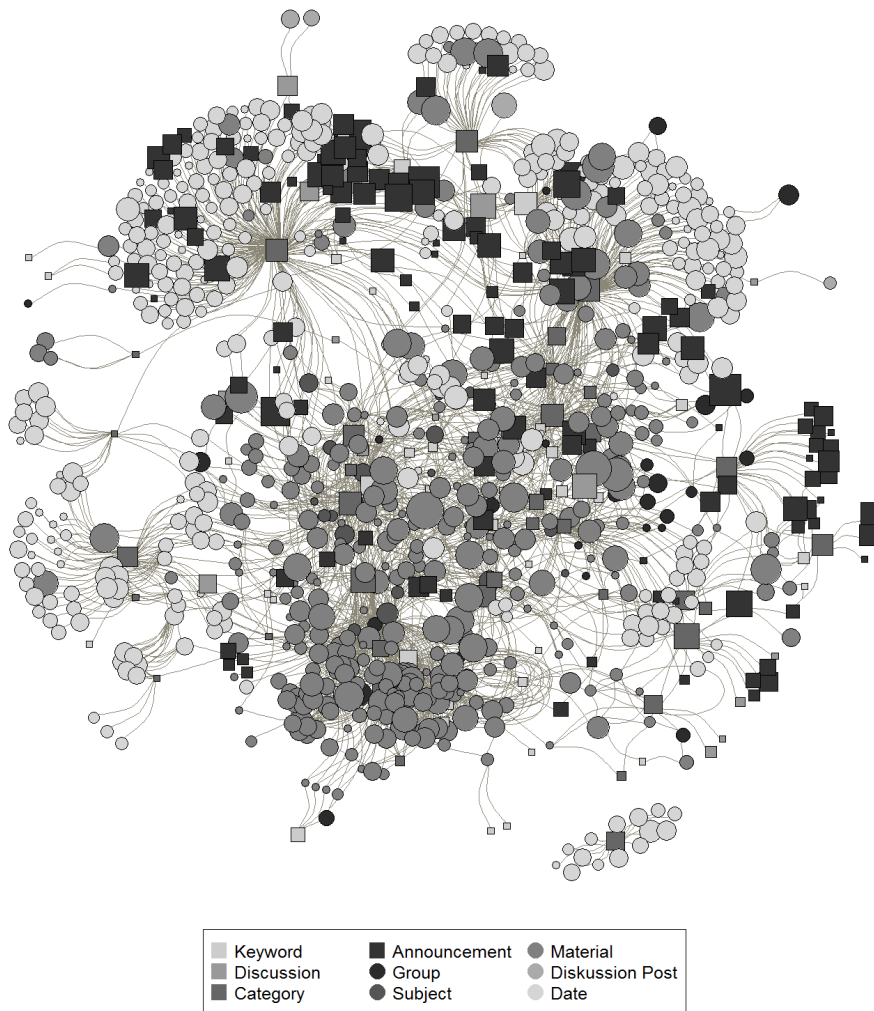 Keyword
Discussion
Category
Announcement
Group
Subject
Material
Diskussion Post
Date